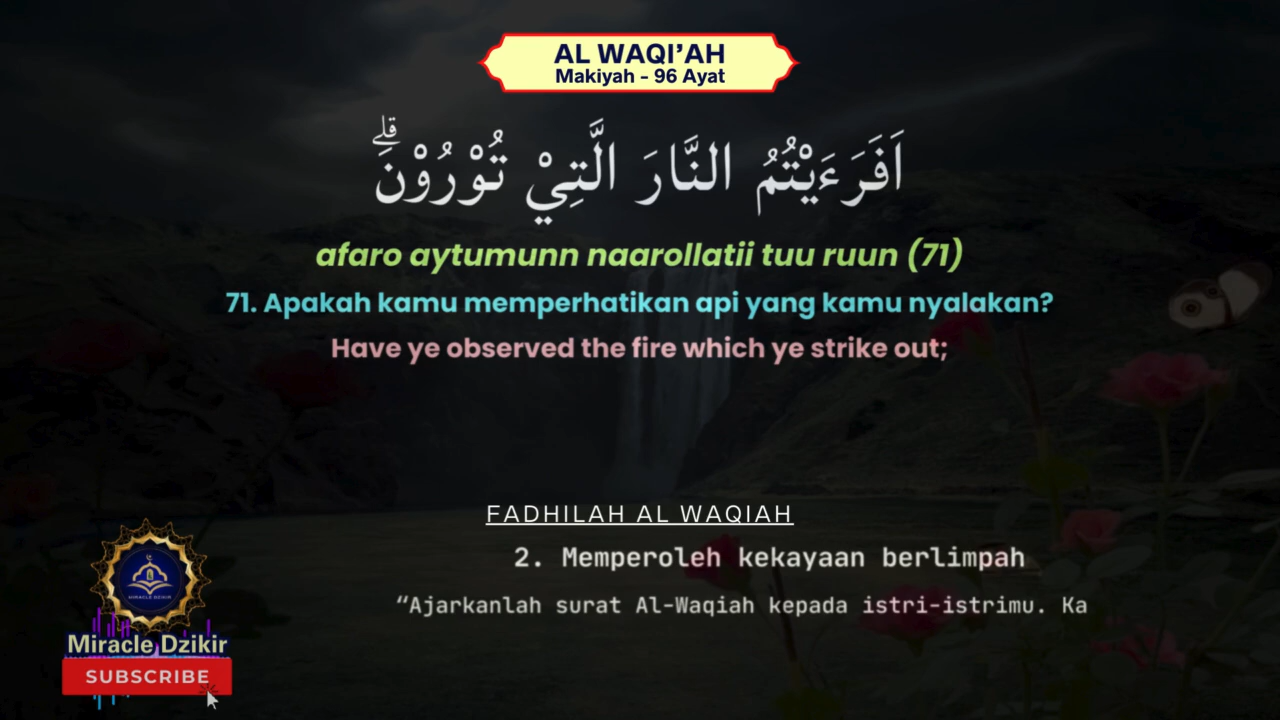 AL WAQI’AH
Makiyah - 96 Ayat
اَفَرَءَيْتُمُ النَّارَ الَّتِيْ تُوْرُوْنَۗ
afaro aytumunn naarollatii tuu ruun (71)
71. Apakah kamu memperhatikan api yang kamu nyalakan?
Have ye observed the fire which ye strike out;
FADHILAH AL WAQIAH
2. Memperoleh kekayaan berlimpah
“Ajarkanlah surat Al-Waqiah kepada istri-istrimu. Ka
MIRACLE DZIKIR
Miracle Dzikir
SUBSCRIBE